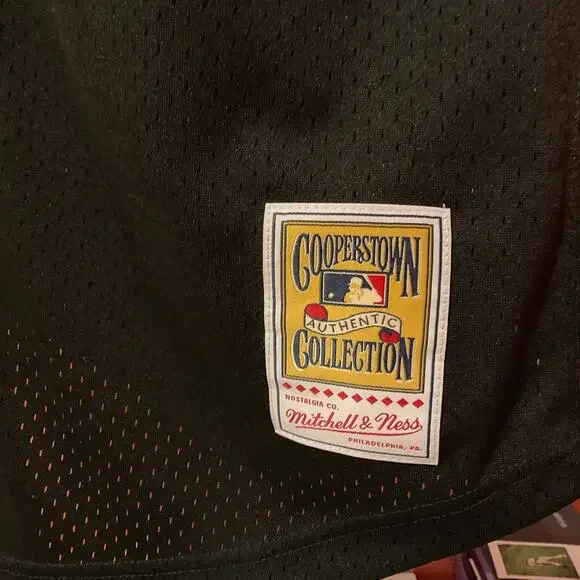 COOPERSTOWN
AUTHENTIC
COLLECTION
NOSTALGIA CO.
Mitchell & Ness
PHILADELPHIA, PA.